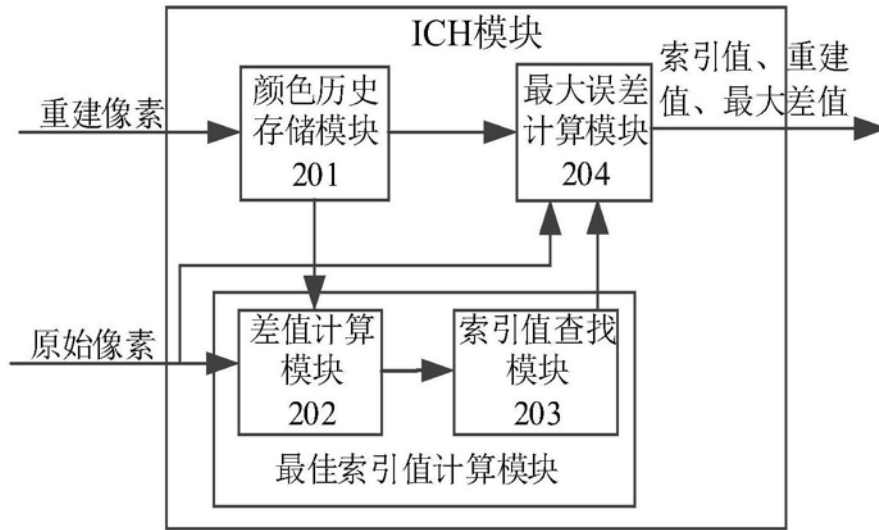 ICH模块
重建像素
颜色历史
存储模块
201
最大误差
计算模块
204
索引值、重建
值、最大差值
原始像素
差值计算
模块
202
索引值查找
模块
203
最佳索引值计算模块